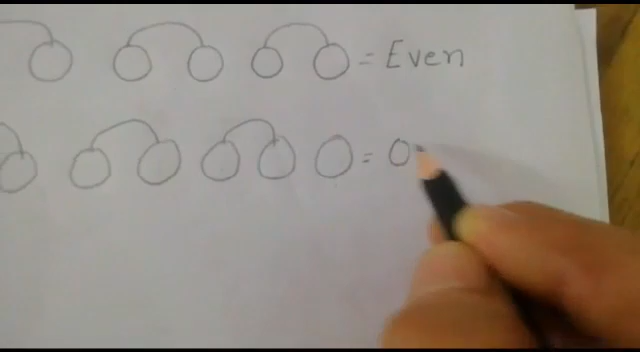 = Even
= O